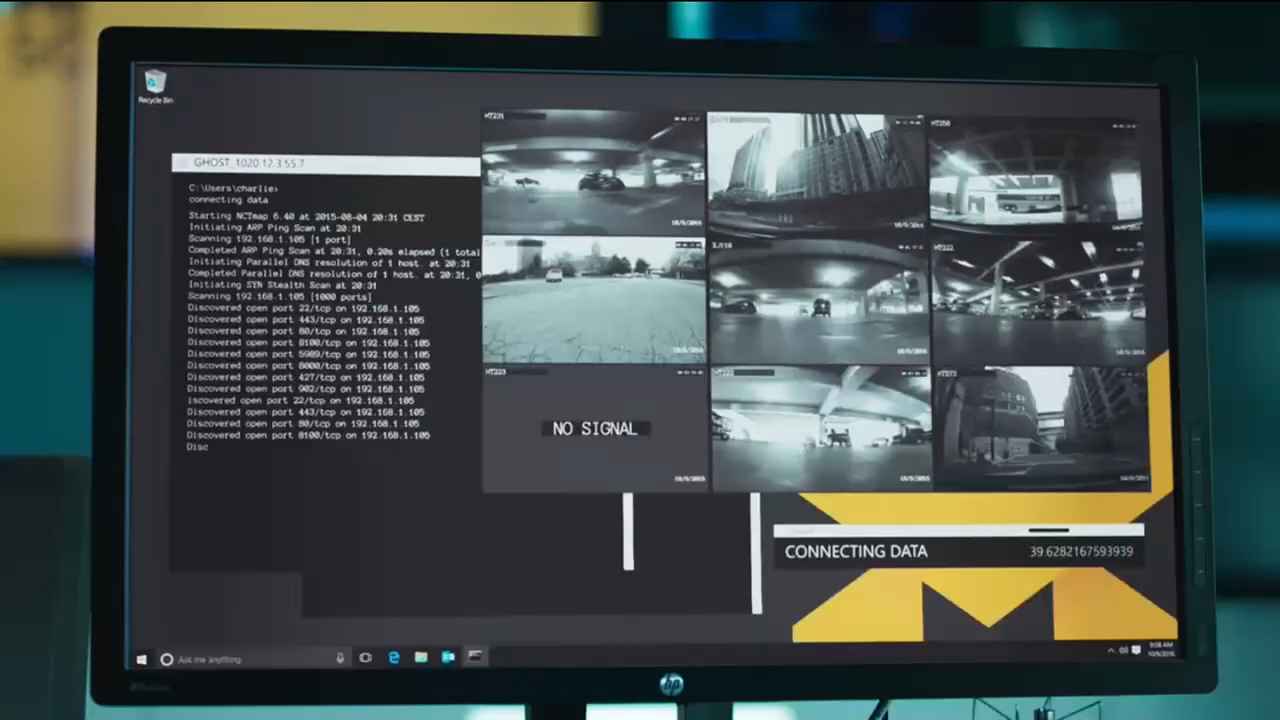 Recycle Bin
GHOST_1020.12.3.55.7
C:\Users\charlie>
connecting data
Starting NCTmap 6.40 at 2015-08-04 20:31 CEST
Initiating ARP Ping Scan at 20:31
Scanning 192.168.1.105 [1 port]
Completed ARP Ping Scan at 20:31, 0.20s elapsed (1 total
Initiating Parallel DNS resolution of 1 host. at 20:31
Completed Parallel DNS resolution of 1 host. at 20:31, 0
Initiating SYN Stealth Scan at 20:31
Scanning 192.168.1.105 [1000 ports]
Discovered open port 22/tcp on 192.168.1.105
Discovered open port 443/tcp on 192.168.1.105
Discovered open port 80/tcp on 192.168.1.105
Discovered open port 8100/tcp on 192.168.1.105
Discovered open port 5989/tcp on 192.168.1.105
Discovered open port 8000/tcp on 192.168.1.105
Discovered open port 427/tcp on 192.168.1.105
Discovered open port 902/tcp on 192.168.1.105
iscovered open port 22/tcp on 192.168.1.105
Discovered open port 443/tcp on 192.168.1.105
Discovered open port 80/tcp on 192.168.1.105
Discovered open port 8100/tcp on 192.168.1.105
Disc
HT231
HT258
HT222
HT223
NO SIGNAL
HT273
CONNECTING DATA
39.6282167593939
Ask me anything
9:08 AM
hp